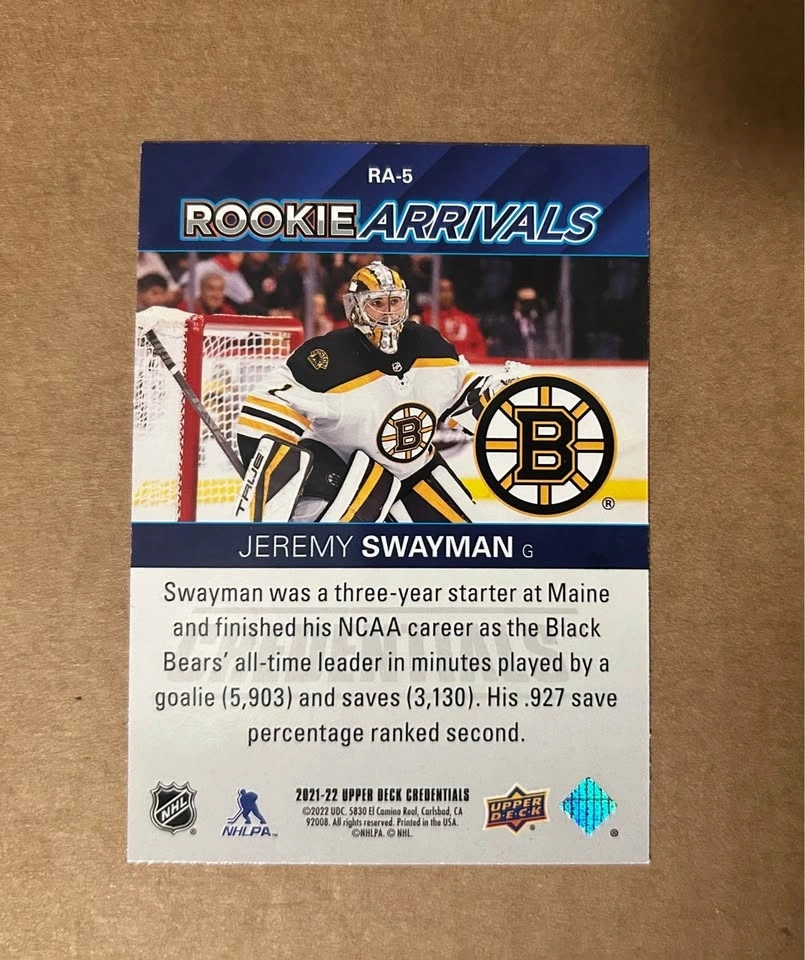 RA-5
ROOKIE ARRIVALS
TRUE
B
B
®
JEREMY SWAYMAN G
CREDENTIALS
Swayman was a three-year starter at Maine
and finished his NCAA career as the Black
Bears’ all-time leader in minutes played by a
goalie (5,903) and saves (3,130). His .927 save
percentage ranked second.
NHL ®
NHLPA™
2021-22 UPPER DECK CREDENTIALS
©2022 UDC. 5830 El Camino Real, Carlsbad, CA
92008. All rights reserved. Printed in the USA.
©NHLPA. © NHL.
UPPER DECK ®
®